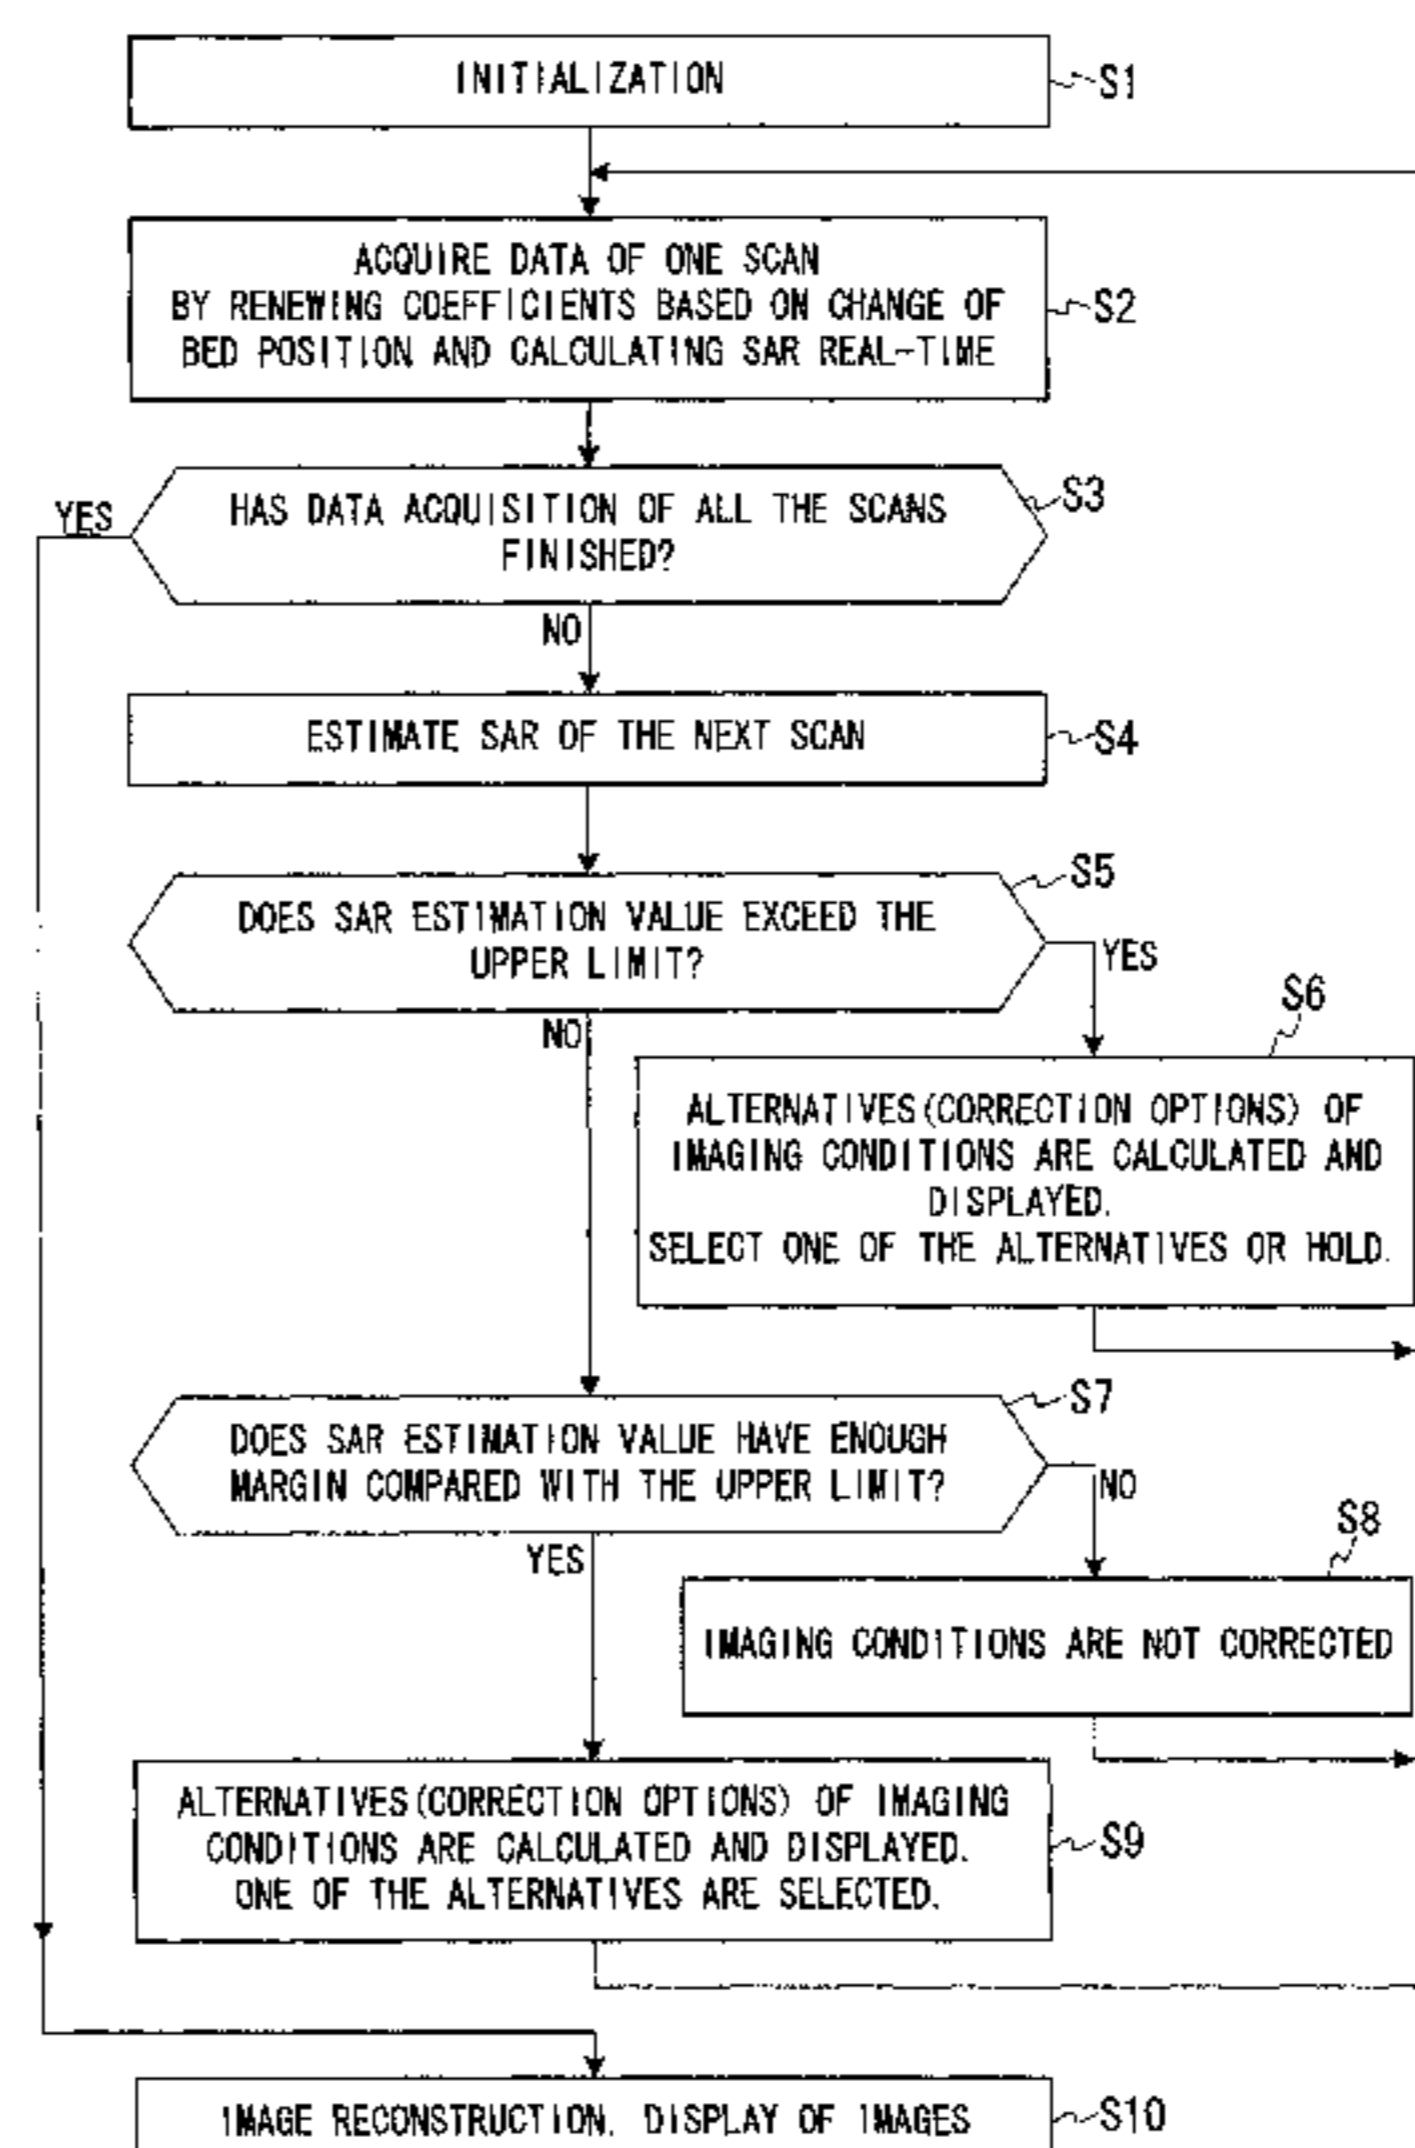 INITIALIZATION
S1
ACQUIRE DATA OF ONE SCAN
BY RENEWING COEFFICIENTS BASED ON CHANGE OF
BED POSITION AND CALCULATING SAR REAL-TIME
S2
HAS DATA ACQUISITION OF ALL THE SCANS
FINISHED?
S3
YES
NO
ESTIMATE SAR OF THE NEXT SCAN
S4
DOES SAR ESTIMATION VALUE EXCEED THE
UPPER LIMIT?
S5
YES
NO
S6
ALTERNATIVES(CORRECTION OPTIONS) OF
IMAGING CONDITIONS ARE CALCULATED AND
DISPLAYED.
SELECT ONE OF THE ALTERNATIVES OR HOLD.
S7
DOES SAR ESTIMATION VALUE HAVE ENOUGH
MARGIN COMPARED WITH THE UPPER LIMIT?
NO
YES
S8
IMAGING CONDITIONS ARE NOT CORRECTED
ALTERNATIVES(CORRECTION OPTIONS) OF IMAGING
CONDITIONS ARE CALCULATED AND DISPLAYED.
ONE OF THE ALTERNATIVES ARE SELECTED.
S9
IMAGE RECONSTRUCTION, DISPLAY OF IMAGES
S10